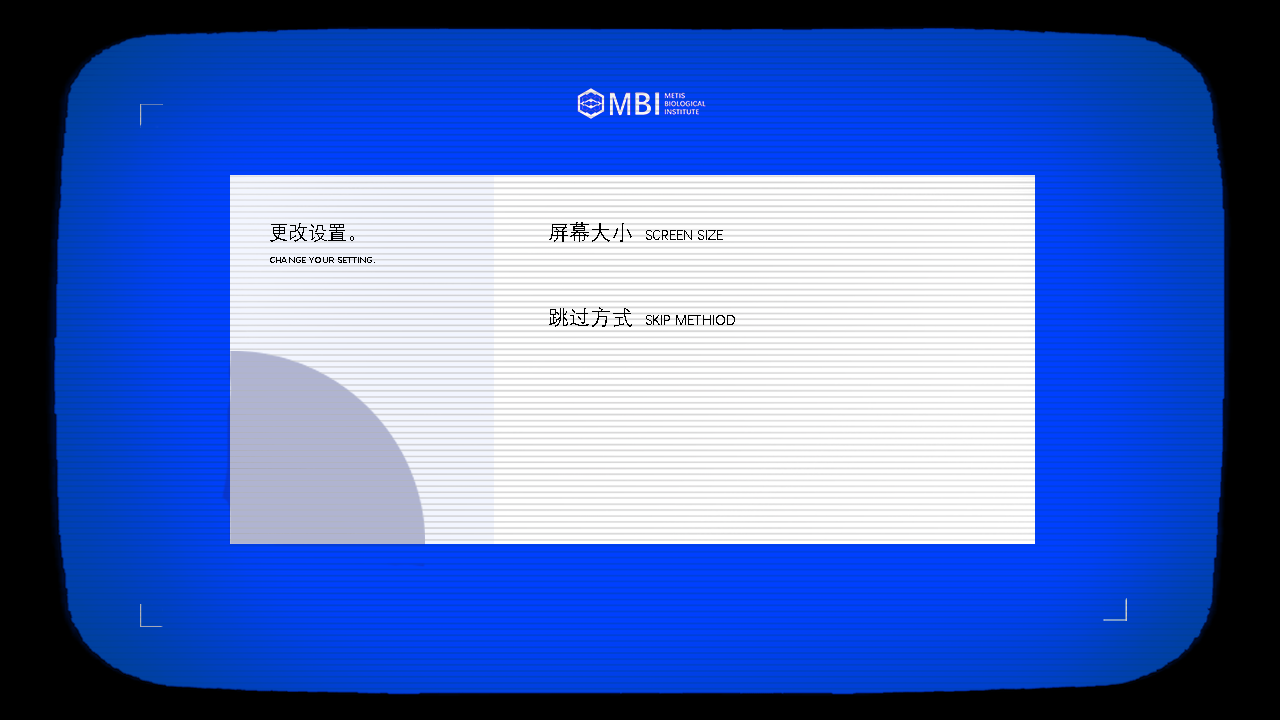 MBI METIS
BIOLOGICAL
INSTITUTE
更改设置。
CHANGE YOUR SETTING.
屏幕大小 SCREEN SIZE
跳过方式 SKIP METHIOD